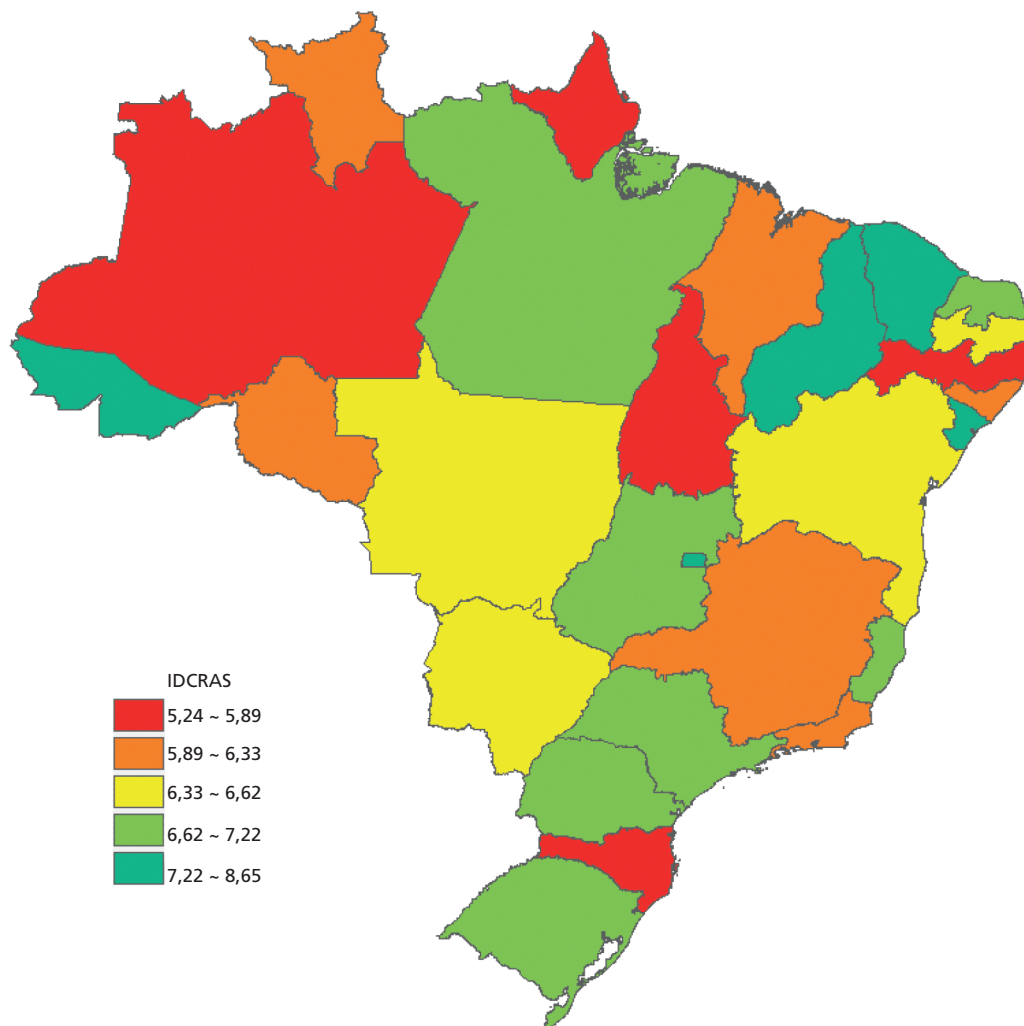 IDCRAS
5,24 ~ 5,89
5,89 ~ 6,33
6,33 ~ 6,62
6,62 ~ 7,22
7,22 ~ 8,65